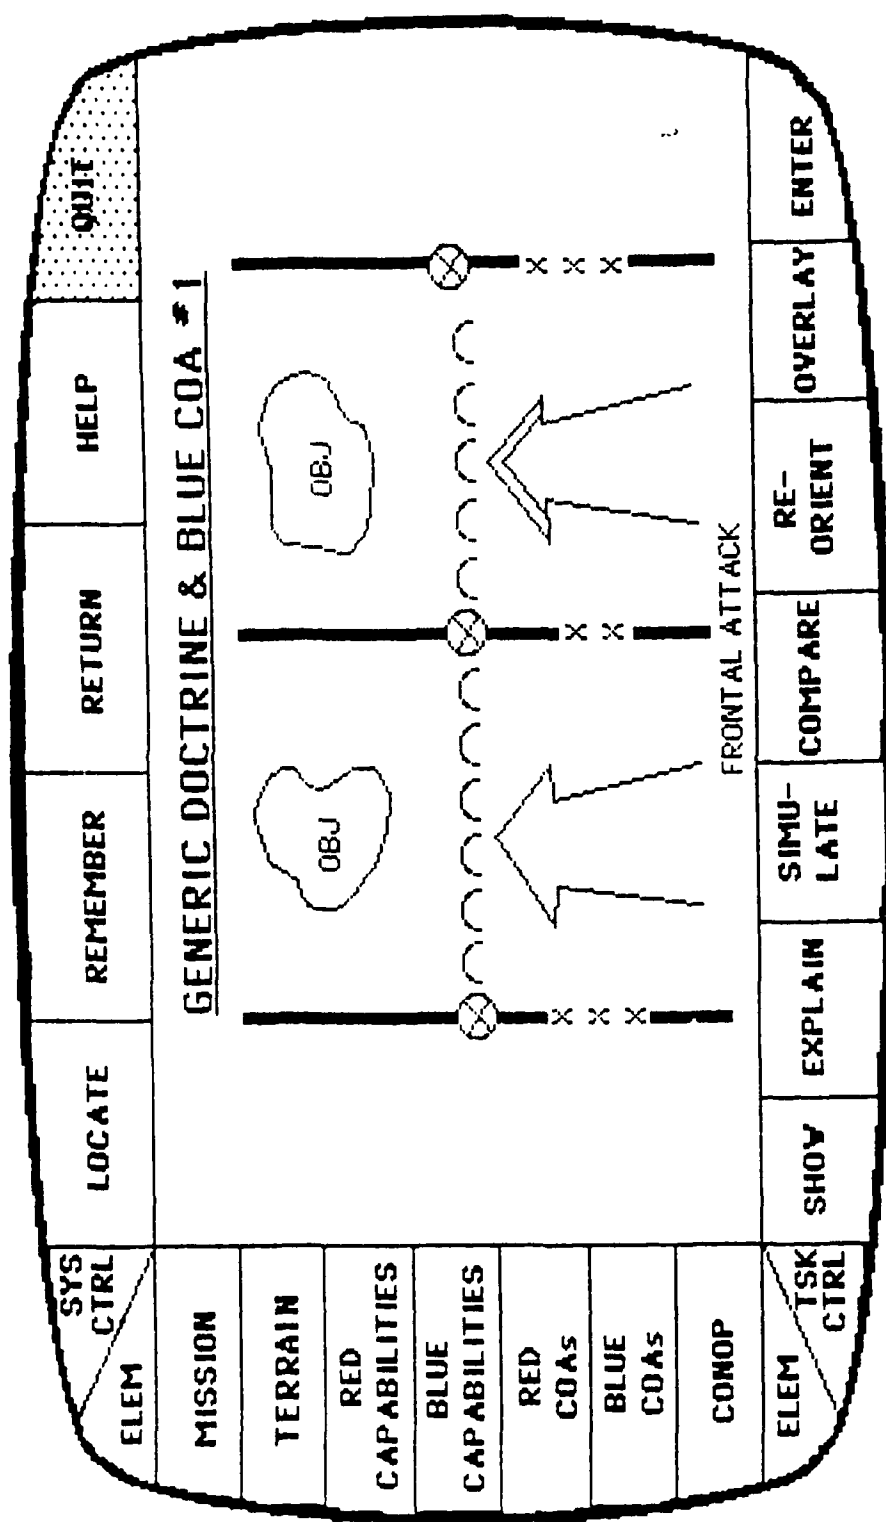 SYS
CTRL
ELEM
LOCATE
REMEMBER
RETURN
HELP
QUIT
MISSION
TERRAIN
RED
CAPABILITIES
BLUE
CAPABILITIES
RED
COAs
BLUE
COAs
CONOP
GENERIC DOCTRINE & BLUE COA #1
OBJ
OBJ
X X X
X X
X X X
FRONTAL ATTACK
ELEM
TSK
CTRL
SHOW
EXPLAIN
SIMU-
LATE
COMPARE
RE-
ORIENT
OVERLAY
ENTER